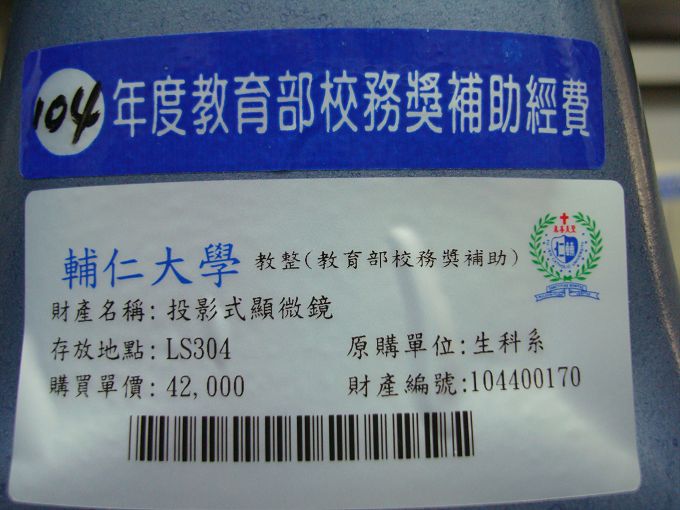 104年度教育部校務獎補助經費
輔仁大學 教整(教育部校務獎補助)
財產名稱: 投影式顯微鏡
存放地點: LS304 原購單位:生科系
購買單價: 42,000 財產編號:104400170